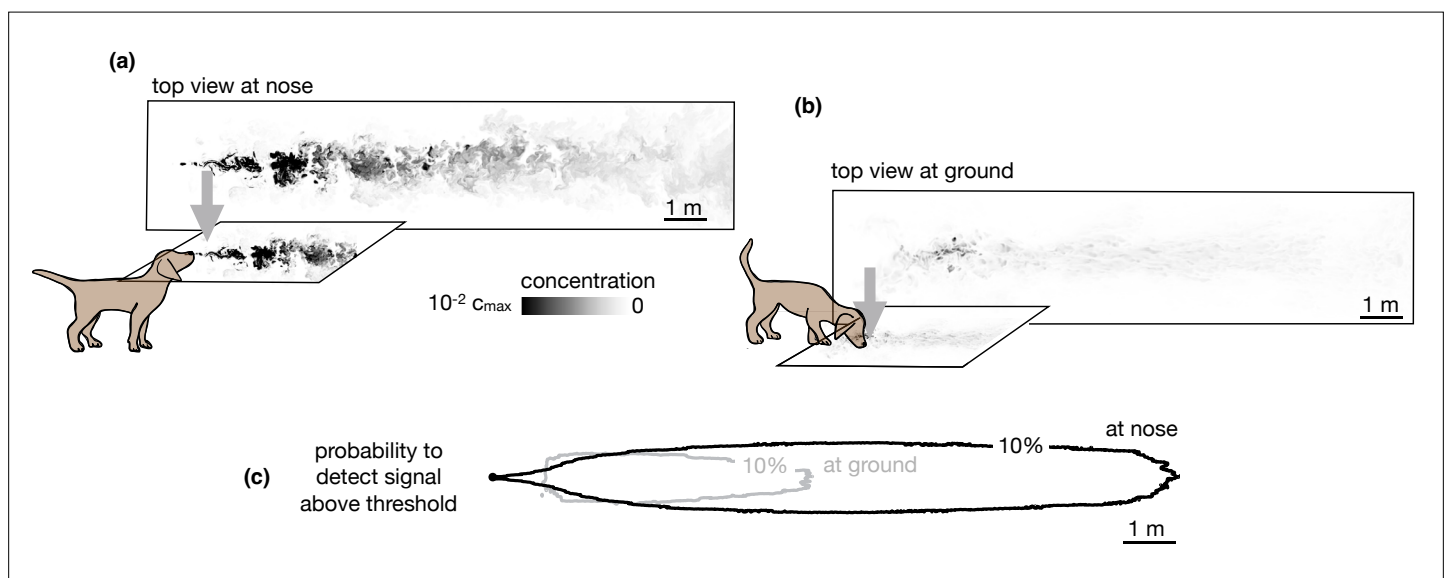 (a)
top view at nose
1 m
concentration
10⁻² cmax 0
(b)
top view at ground
1 m
(c)
probability to
detect signal
above threshold
10% at ground
10%
at nose
1 m